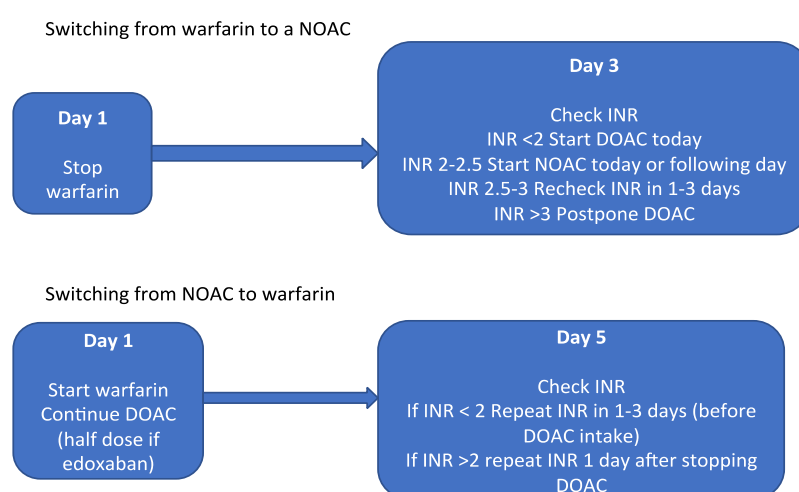 Switching from warfarin to a NOAC
Day 1
Stop
warfarin
Day 3
Check INR
INR <2 Start DOAC today
INR 2-2.5 Start NOAC today or following day
INR 2.5-3 Recheck INR in 1-3 days
INR >3 Postpone DOAC
Switching from NOAC to warfarin
Day 1
Start warfarin
Continue DOAC
(half dose if
edoxaban)
Day 5
Check INR
If INR < 2 Repeat INR in 1-3 days (before
DOAC intake)
If INR >2 repeat INR 1 day after stopping
DOAC